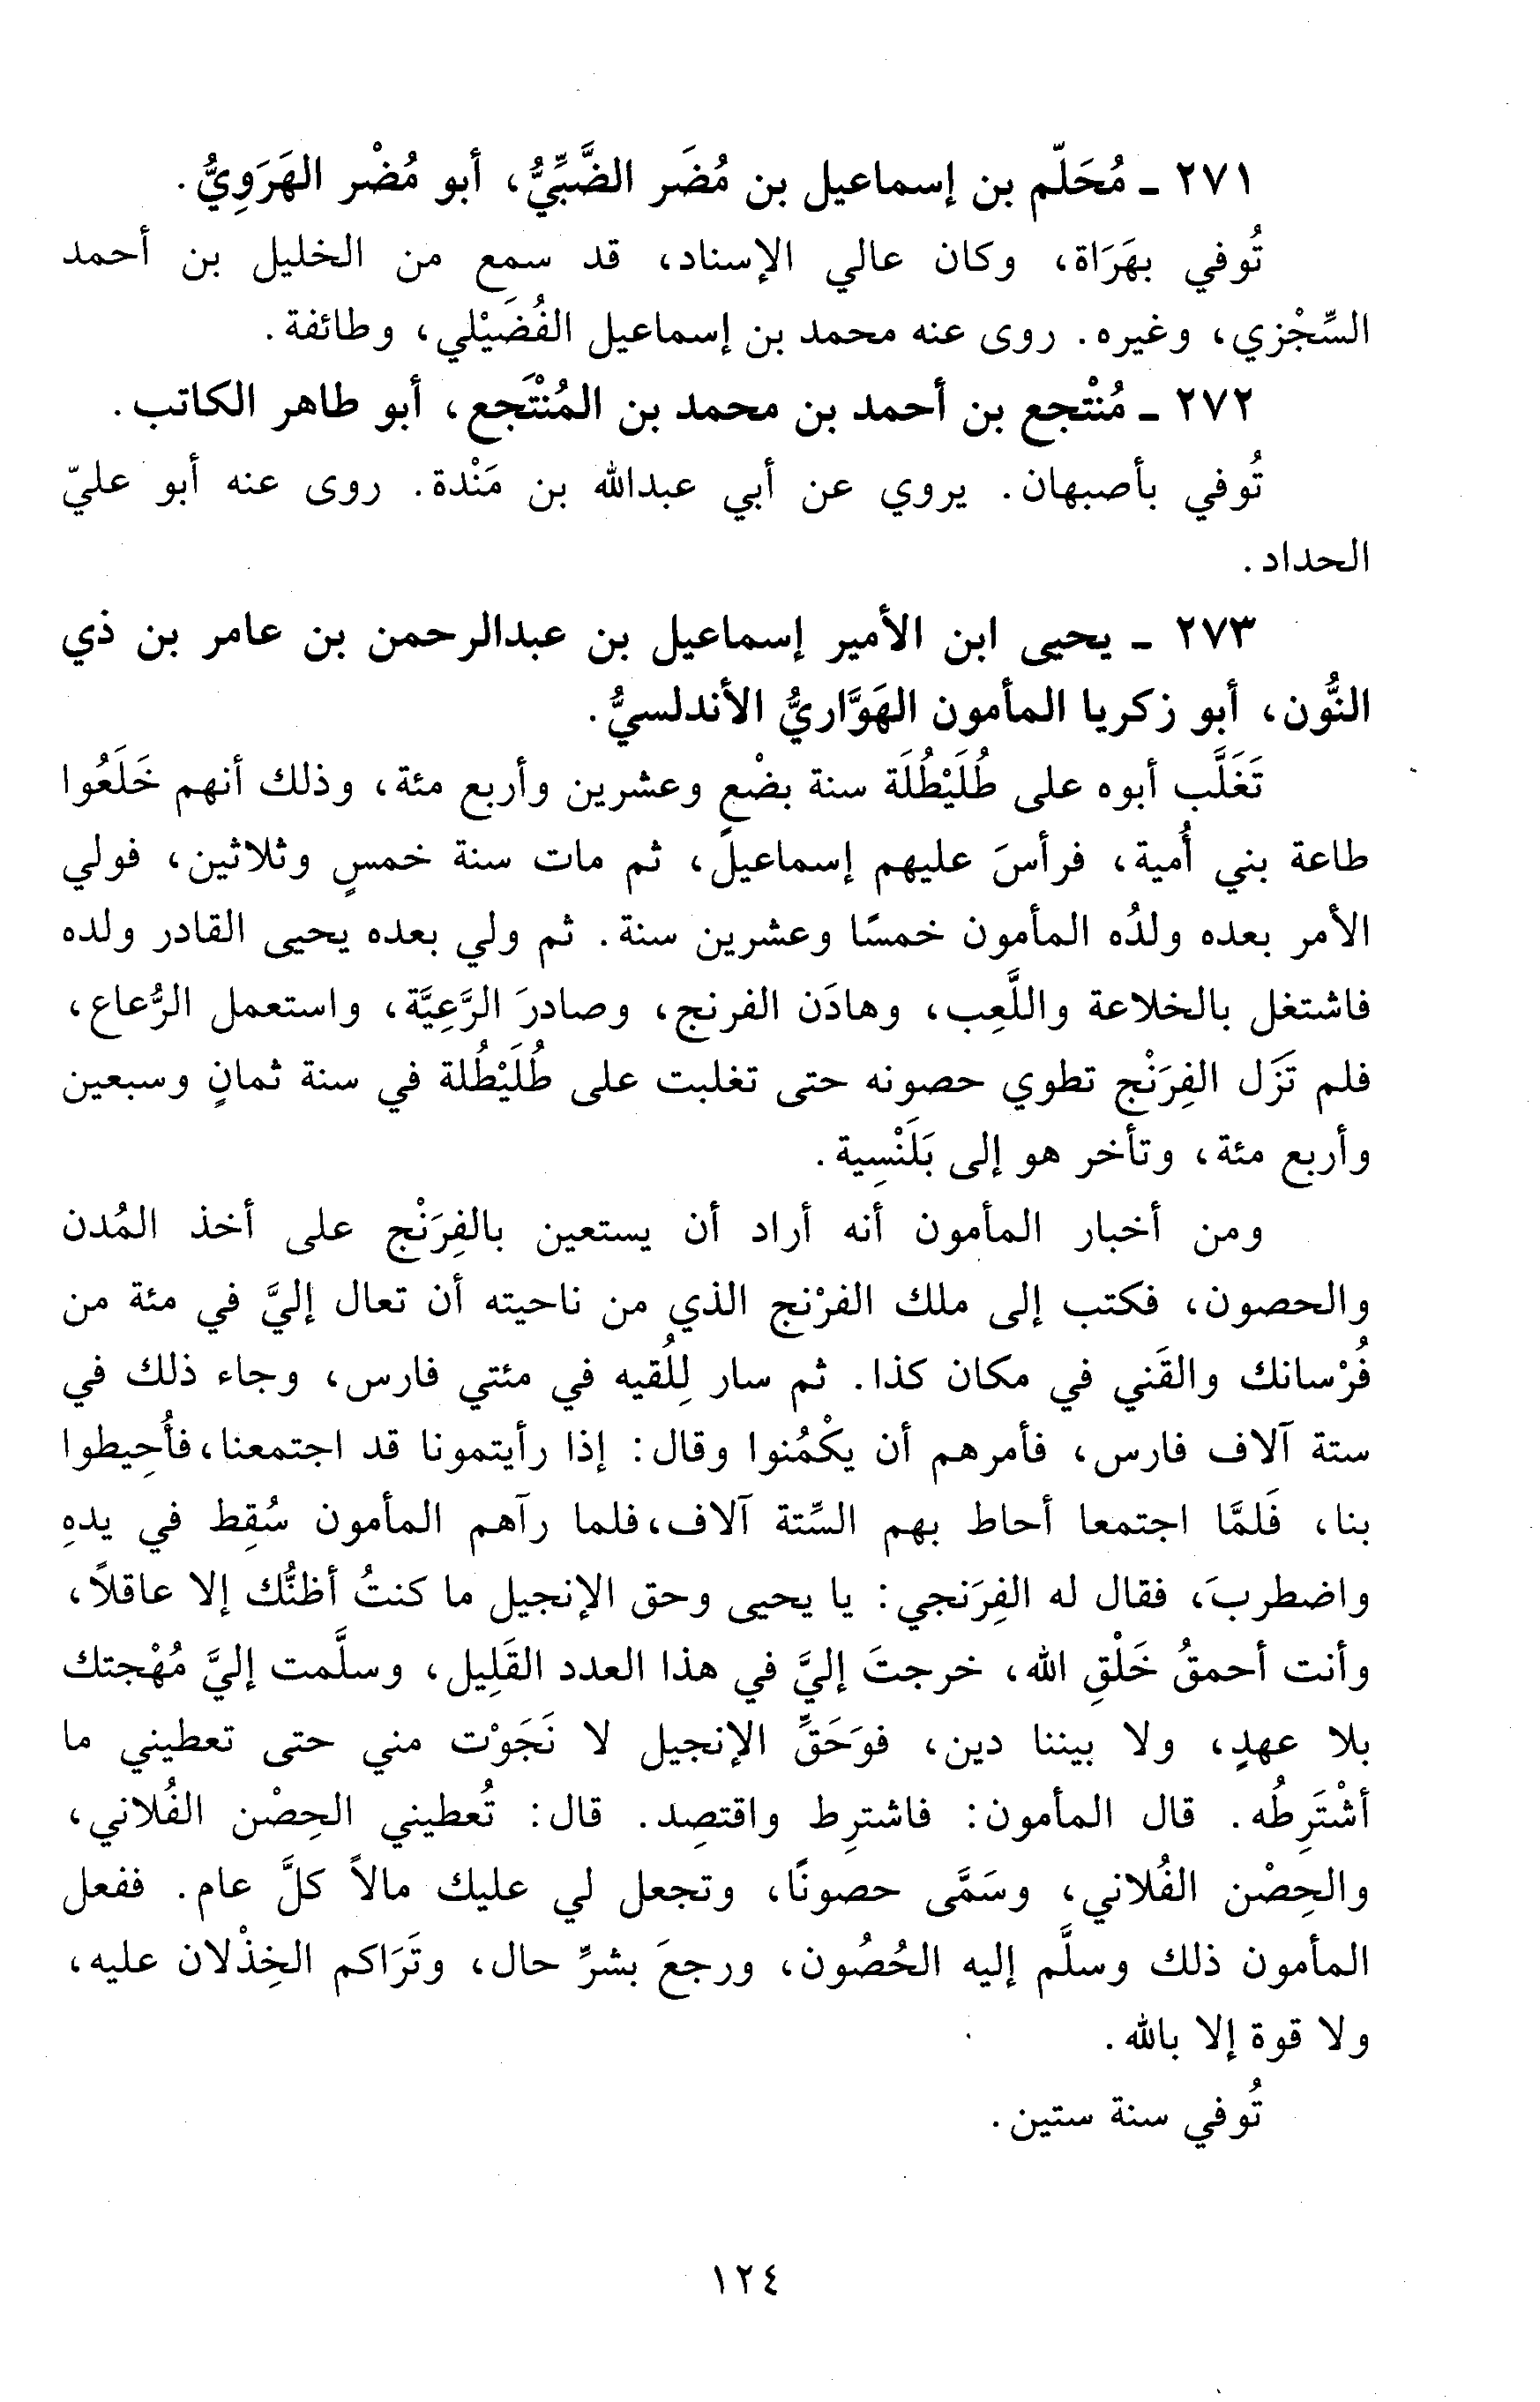 ٢٧١ ـ مُحَلّم بن إسماعيل بن مُضَر الضَّبِّيُّ، أبو مُضْر الهَرَوِيُّ.
تُوفي بهَرَاة، وكان عالي الإسناد، قد سمع من الخليل بن أحمد
السِّجْزي، وغيره. روى عنه محمد بن إسماعيل الفُضَيْلي، وطائفة.
٢٧٢ ـ مُنْتجع بن أحمد بن محمد بن المُنْتَجع، أبو طاهر الكاتب.
تُوفي بأصبهان. يروي عن أبي عبدالله بن مَنْدة. روى عنه أبو عليّ
الحداد.
٢٧٣ ـ يحيى ابن الأمير إسماعيل بن عبدالرحمن بن عامر بن ذي
النُّون، أبو زكريا المأمون الهَوَّاريُّ الأندلسيُّ.
تَغَلَّب أبوه على طُلَيْطُلَة سنة بضْعٍ وعشرين وأربع مئة، وذلك أنهم خَلَعُوا
طاعة بني أُمية، فرأسَ عليهم إسماعيلُ، ثم مات سنة خمسٍ وثلاثين، فولي
الأمر بعده ولدُه المأمون خمسًا وعشرين سنة. ثم ولي بعده يحيى القادر ولده
فاشتغل بالخلاعة واللَّعِب، وهادَن الفرنج، وصادرَ الرَّعِيَّة، واستعمل الرُّعاع،
فلم تَزَل الفِرَنْج تطوي حصونه حتى تغلبت على طُلَيْطُلة في سنة ثمانٍ وسبعين
وأربع مئة، وتأخر هو إلى بَلَنْسِية.
ومن أخبار المأمون أنه أراد أن يستعين بالفِرَنْج على أخذ المُدن
والحصون، فكتب إلى ملك الفرْنج الذي من ناحيته أن تعال إليَّ في مئة من
فُرْسانك والقَني في مكان كذا. ثم سار لِلُقيه في مئتي فارس، وجاء ذلك في
ستة آلاف فارس، فأمرهم أن يكْمُنوا وقال: إذا رأيتمونا قد اجتمعنا، فأُحِيطوا
بنا، فَلمَّا اجتمعا أحاط بهم السِّتة آلاف، فلما رآهم المأمون سُقِط في يدهِ
واضطربَ، فقال له الفِرَنجي: يا يحيى وحق الإنجيل ما كنتُ أظنُّك إلا عاقلاً،
وأنت أحمقُ خَلْقِ الله، خرجتَ إليَّ في هذا العدد القَلِيل، وسلَّمت إليَّ مُهْجتك
بلا عهدٍ، ولا بيننا دين، فوَحَقِّ الإنجيل لا نَجَوْت مني حتى تعطيني ما
أشْتَرِطُه. قال المأمون: فاشترِط واقتصِد. قال: تُعطيني الحِصْن الفُلاني،
والحِصْن الفُلاني، وسَمَّى حصونًا، وتجعل لي عليك مالاً كلَّ عام. ففعل
المأمون ذلك وسلَّم إليه الحُصُون، ورجعَ بشرِّ حال، وتَرَاكم الخِذْلان عليه،
ولا قوة إلا بالله.
تُوفي سنة ستين.
١٢٤